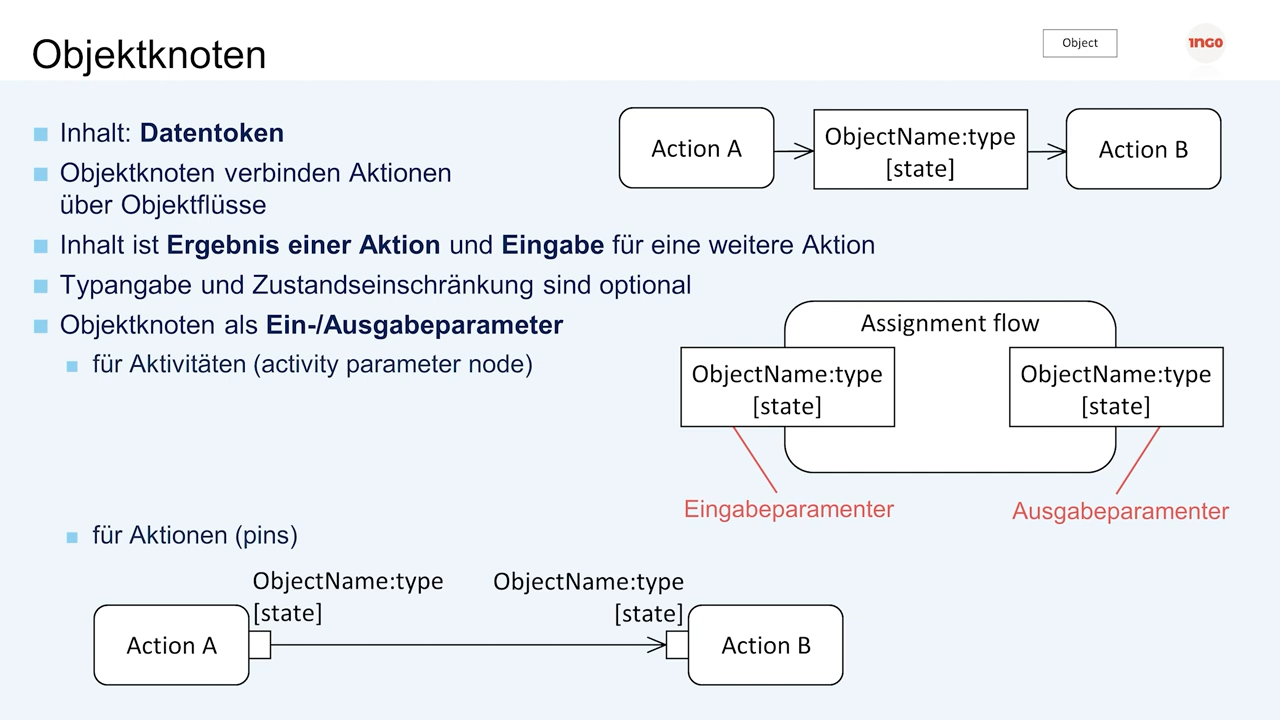 Objektknoten
Object
1NG0
Inhalt: Datentoken
Objektknoten verbinden Aktionen
über Objektflüsse
Inhalt ist Ergebnis einer Aktion und Eingabe für eine weitere Aktion
Typangabe und Zustandseinschränkung sind optional
Objektknoten als Ein-/Ausgabeparameter
für Aktivitäten (activity parameter node)
Action A
ObjectName:type
[state]
Action B
Assignment flow
ObjectName:type
[state]
ObjectName:type
[state]
Eingabeparamenter
Ausgabeparamenter
für Aktionen (pins)
ObjectName:type
[state]
ObjectName:type
[state]
Action A
Action B